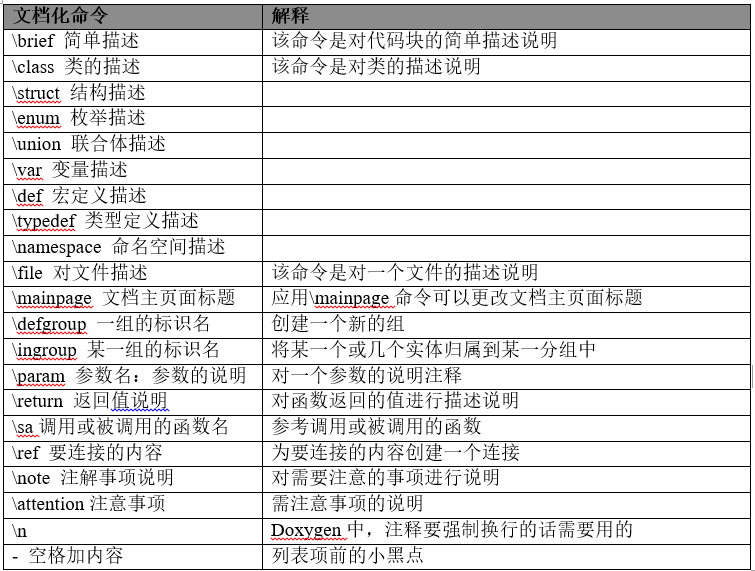 文档化命令 解释
\brief 简单描述 该命令是对代码块的简单描述说明
\class 类的描述 该命令是对类的描述说明
\struct 结构描述
\enum 枚举描述
\union 联合体描述
\var 变量描述
\def 宏定义描述
\typedef 类型定义描述
\namespace 命名空间描述
\file 对文件描述 该命令是对一个文件的描述说明
\mainpage 文档主页面标题 应用\mainpage 命令可以更改文档主页面标题
\defgroup 一组的标识名 创建一个新的组
\ingroup 某一组的标识名 将某一个或几个实体归属到某一分组中
\param 参数名：参数的说明 对一个参数的说明注释
\return 返回值说明 对函数返回的值进行描述说明
\sa 调用或被调用的函数名 参考调用或被调用的函数
\ref 要连接的内容 为要连接的内容创建一个连接
\note 注解事项说明 对需要注意的事项进行说明
\attention 注意事项 需注意事项的说明
\n Doxygen 中，注释要强制换行的话需要用的
- 空格加内容 列表项前的小黑点